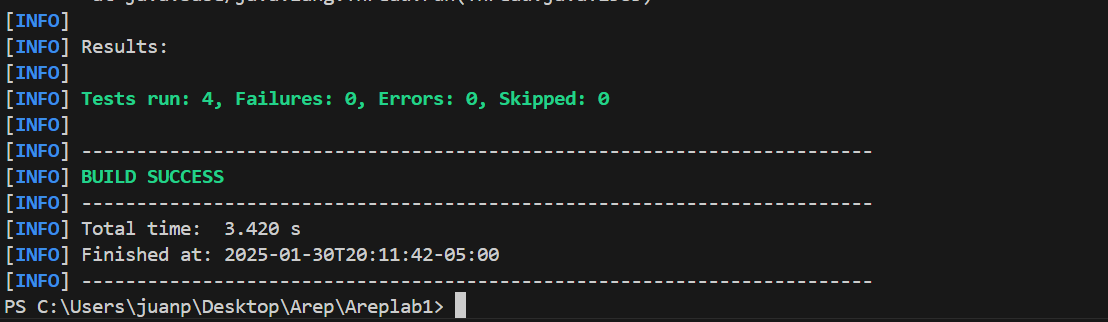 [INFO]
[INFO] Results:
[INFO]
[INFO] Tests run: 4, Failures: 0, Errors: 0, Skipped: 0
[INFO]
[INFO] ------------------------------------------------------------------------
[INFO] BUILD SUCCESS
[INFO] ------------------------------------------------------------------------
[INFO] Total time:  3.420 s
[INFO] Finished at: 2025-01-30T20:11:42-05:00
[INFO] ------------------------------------------------------------------------
PS C:\Users\juanp\Desktop\Arep\Areplab1>